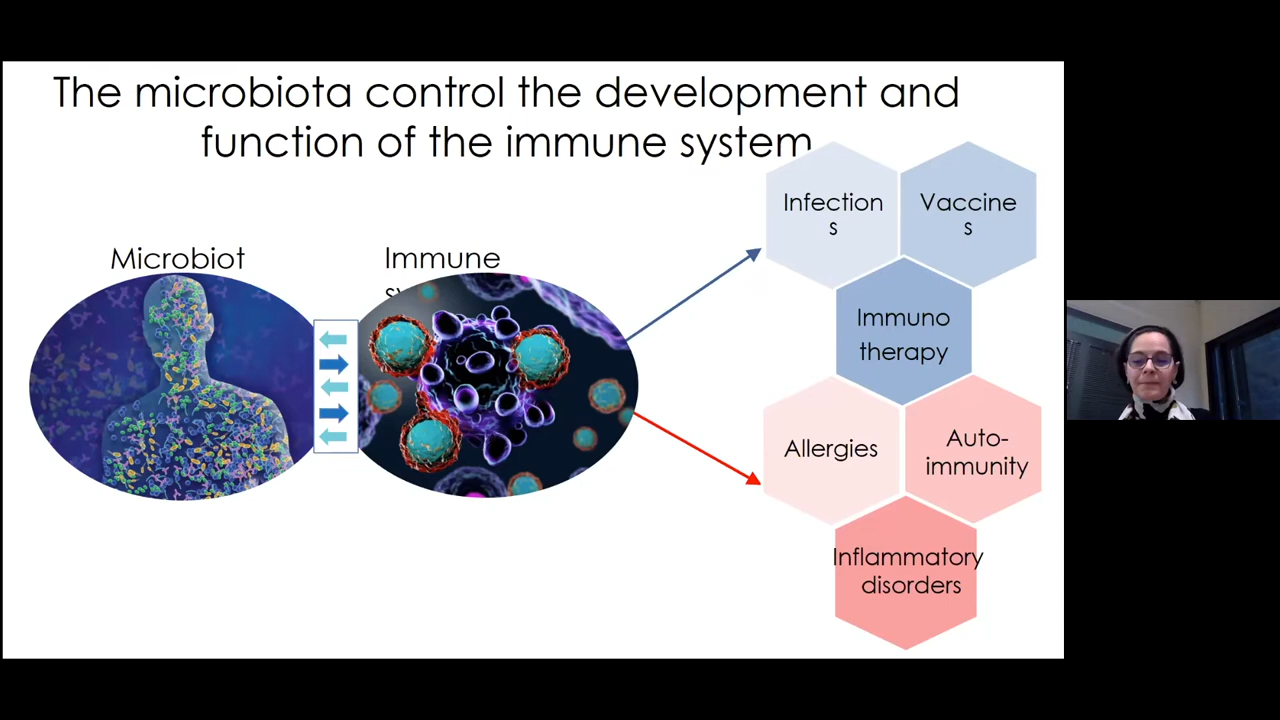 The microbiota control the development and
function of the immune system
Microbiot
Immune
Infection
s
Vaccine
s
Immuno
therapy
Allergies
Auto-
immunity
Inflammatory
disorders